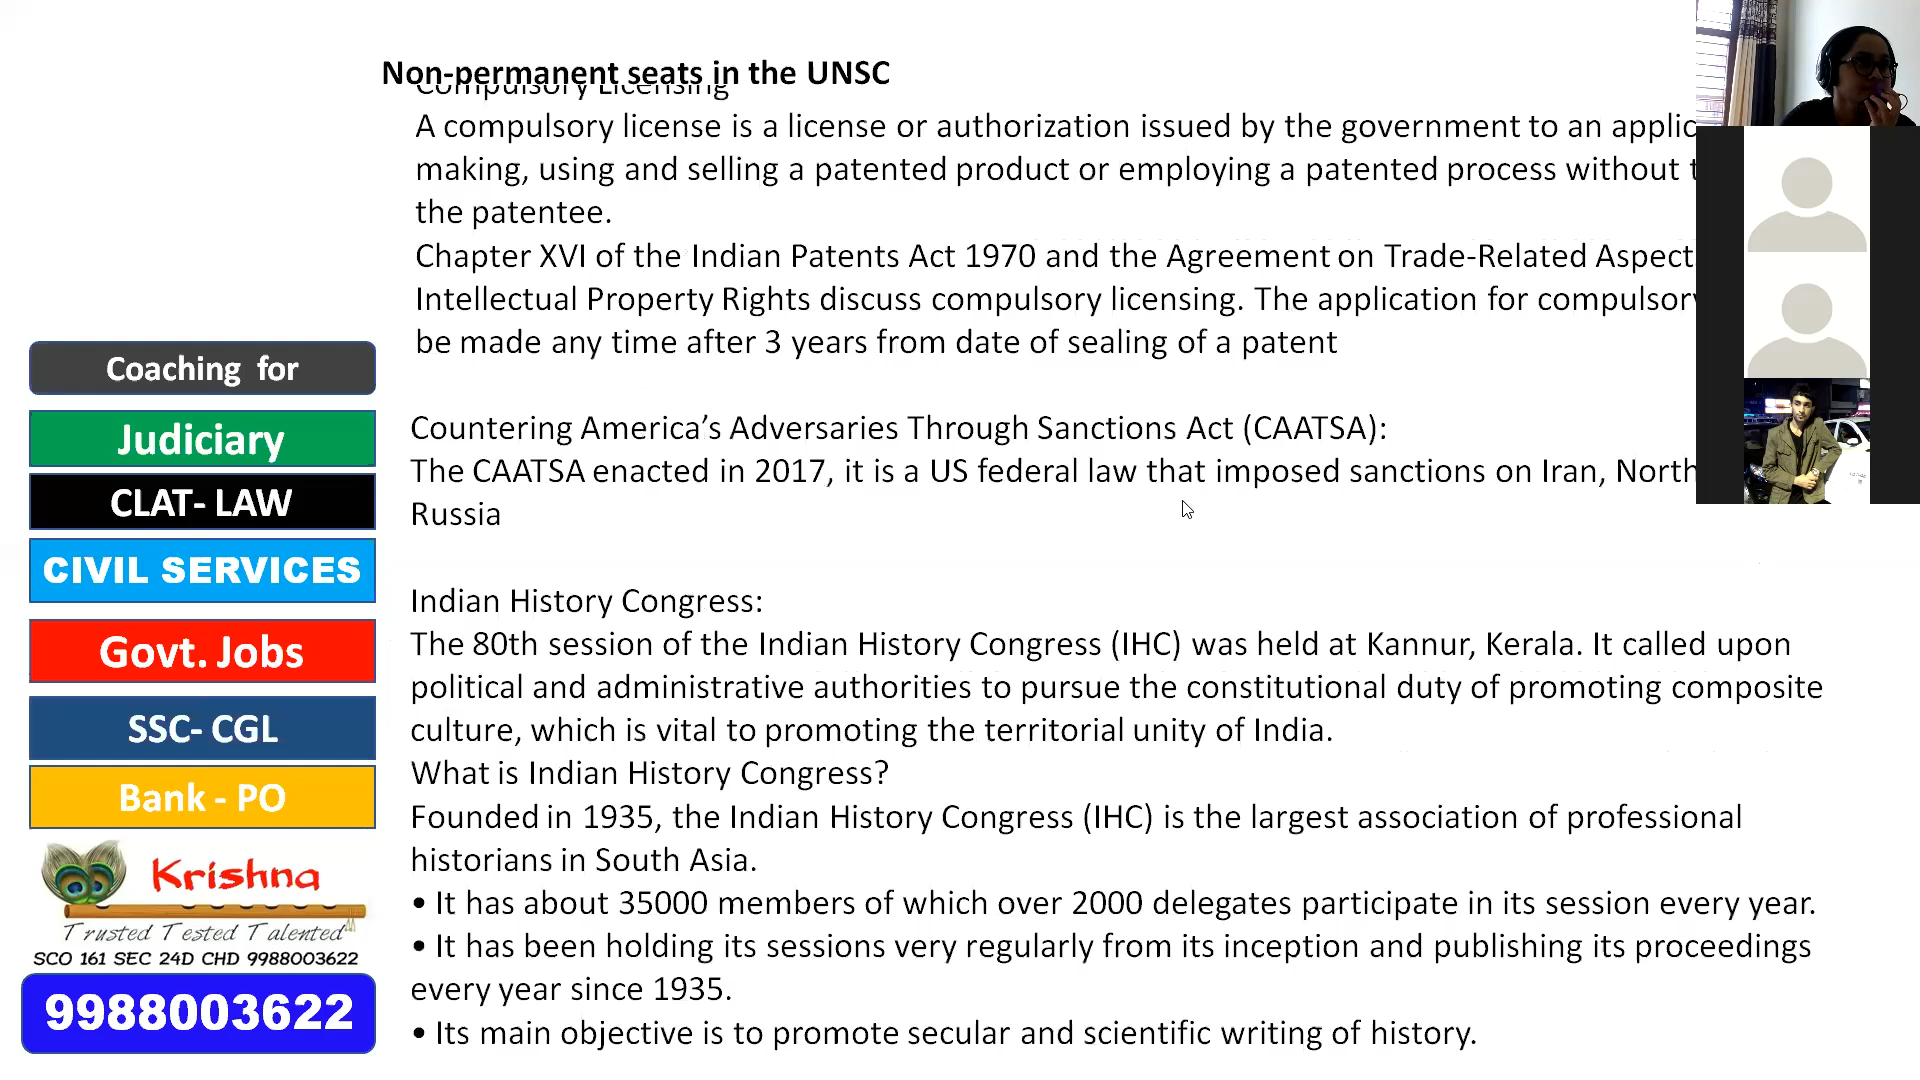 Non-permanent seats in the UNSC
Compulsory Licensing
A compulsory license is a license or authorization issued by the government to an applic
making, using and selling a patented product or employing a patented process without t
the patentee.
Chapter XVI of the Indian Patents Act 1970 and the Agreement on Trade-Related Aspect
Intellectual Property Rights discuss compulsory licensing. The application for compulsory
be made any time after 3 years from date of sealing of a patent
Countering America’s Adversaries Through Sanctions Act (CAATSA):
The CAATSA enacted in 2017, it is a US federal law that imposed sanctions on Iran, North
Russia
Indian History Congress:
The 80th session of the Indian History Congress (IHC) was held at Kannur, Kerala. It called upon
political and administrative authorities to pursue the constitutional duty of promoting composite
culture, which is vital to promoting the territorial unity of India.
What is Indian History Congress?
Founded in 1935, the Indian History Congress (IHC) is the largest association of professional
historians in South Asia.
• It has about 35000 members of which over 2000 delegates participate in its session every year.
• It has been holding its sessions very regularly from its inception and publishing its proceedings
every year since 1935.
• Its main objective is to promote secular and scientific writing of history.
Coaching for
Judiciary
CLAT- LAW
CIVIL SERVICES
Govt. Jobs
SSC- CGL
Bank - PO
Krishna
Trusted Tested Talented
SCO 161 SEC 24D CHD 9988003622
9988003622